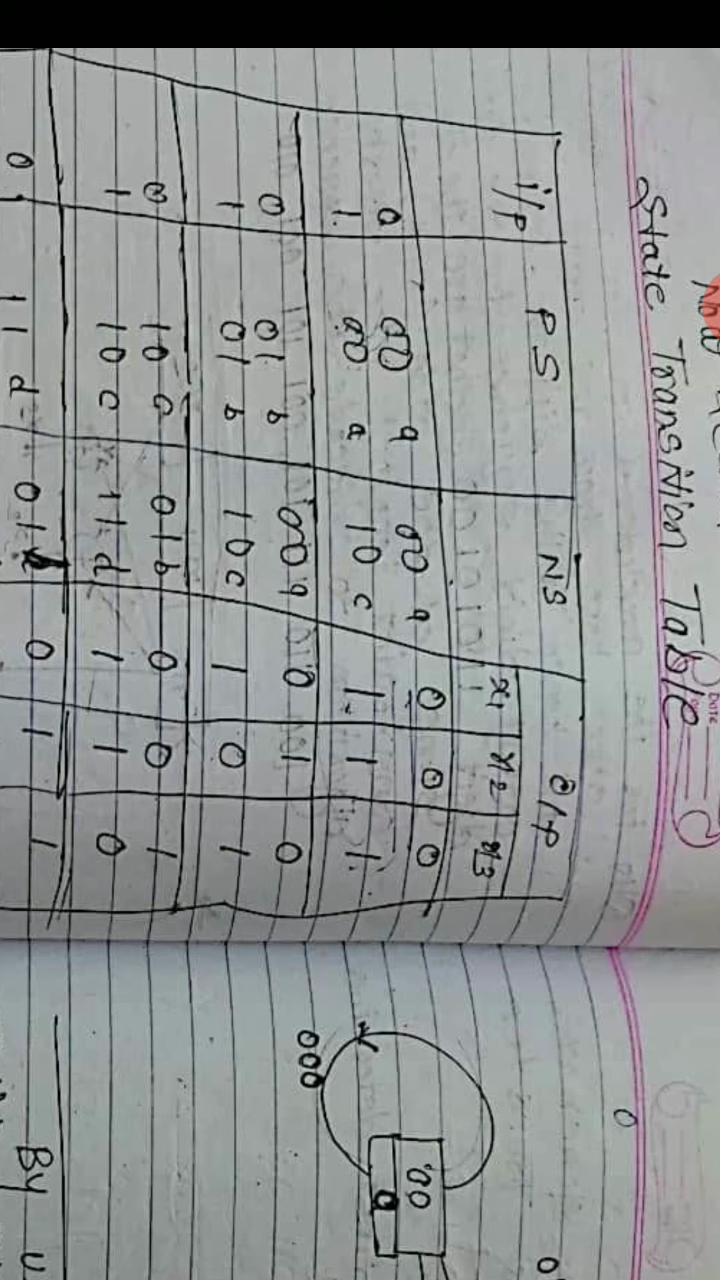 State Transition Table
i/p PS NS o/p
x1 x2 x3
0 00 a 00 a 0 0 0
1 00 a 10 c 1 1 1
0 01 b 00 a 0 1 0
1 01 b 10 c 1 0 1
0 10 c 01 b 0 0 1
1 10 c 11 d 1 1 0
0 11 d 01 b 0 1 1
DATE
000
00
a
0
By